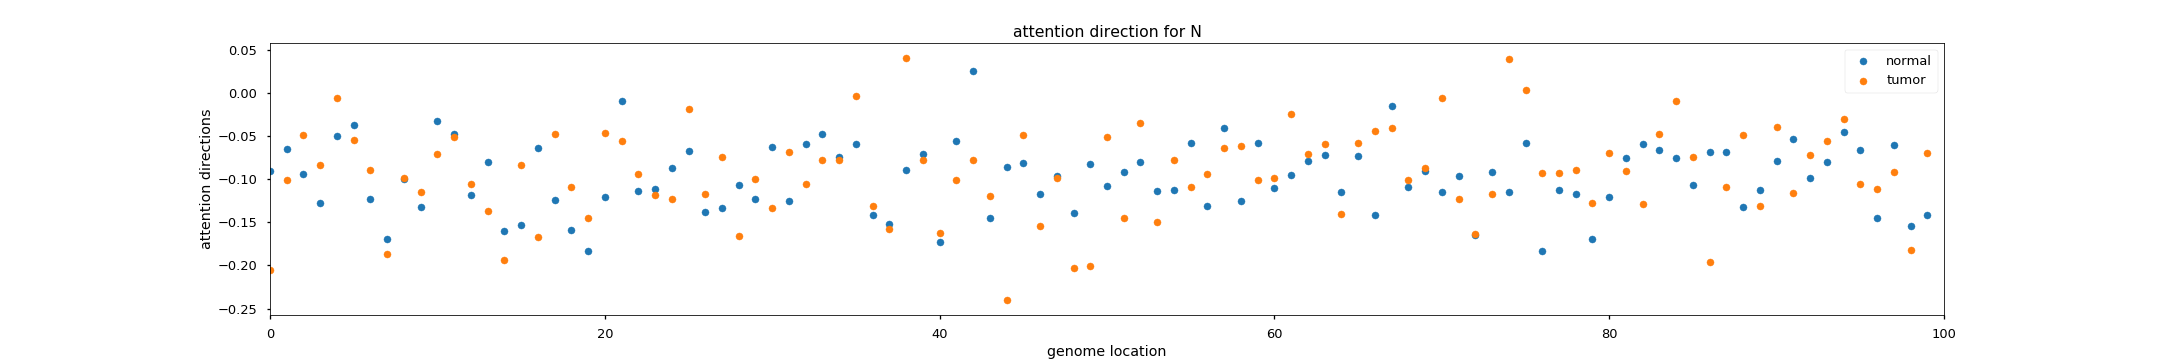 attention direction for N
attention directions
0.05
0.00
−0.05
−0.10
−0.15
−0.20
−0.25
normal
tumor
0
20
40
60
80
100
genome location